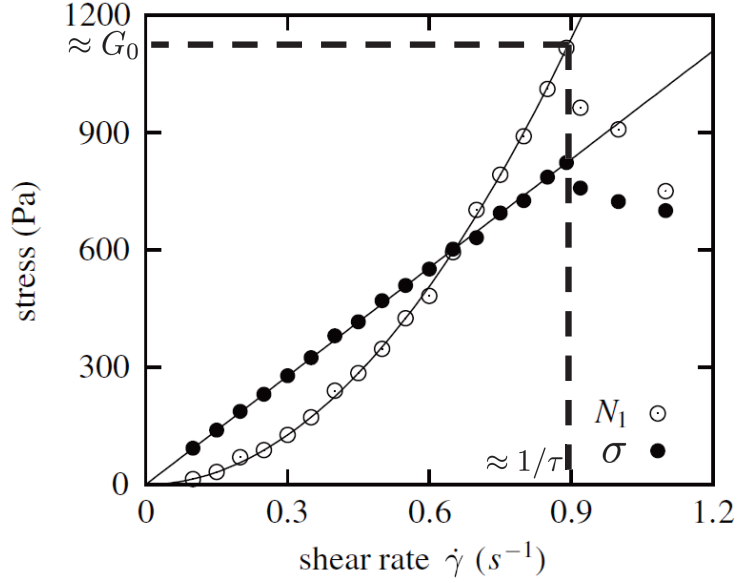 1200
≈ G₀
900
stress (Pa)
600
300
N₁
σ
≈ 1/τ
0
0 0.3 0.6 0.9 1.2
shear rate γ̇ (s⁻¹)